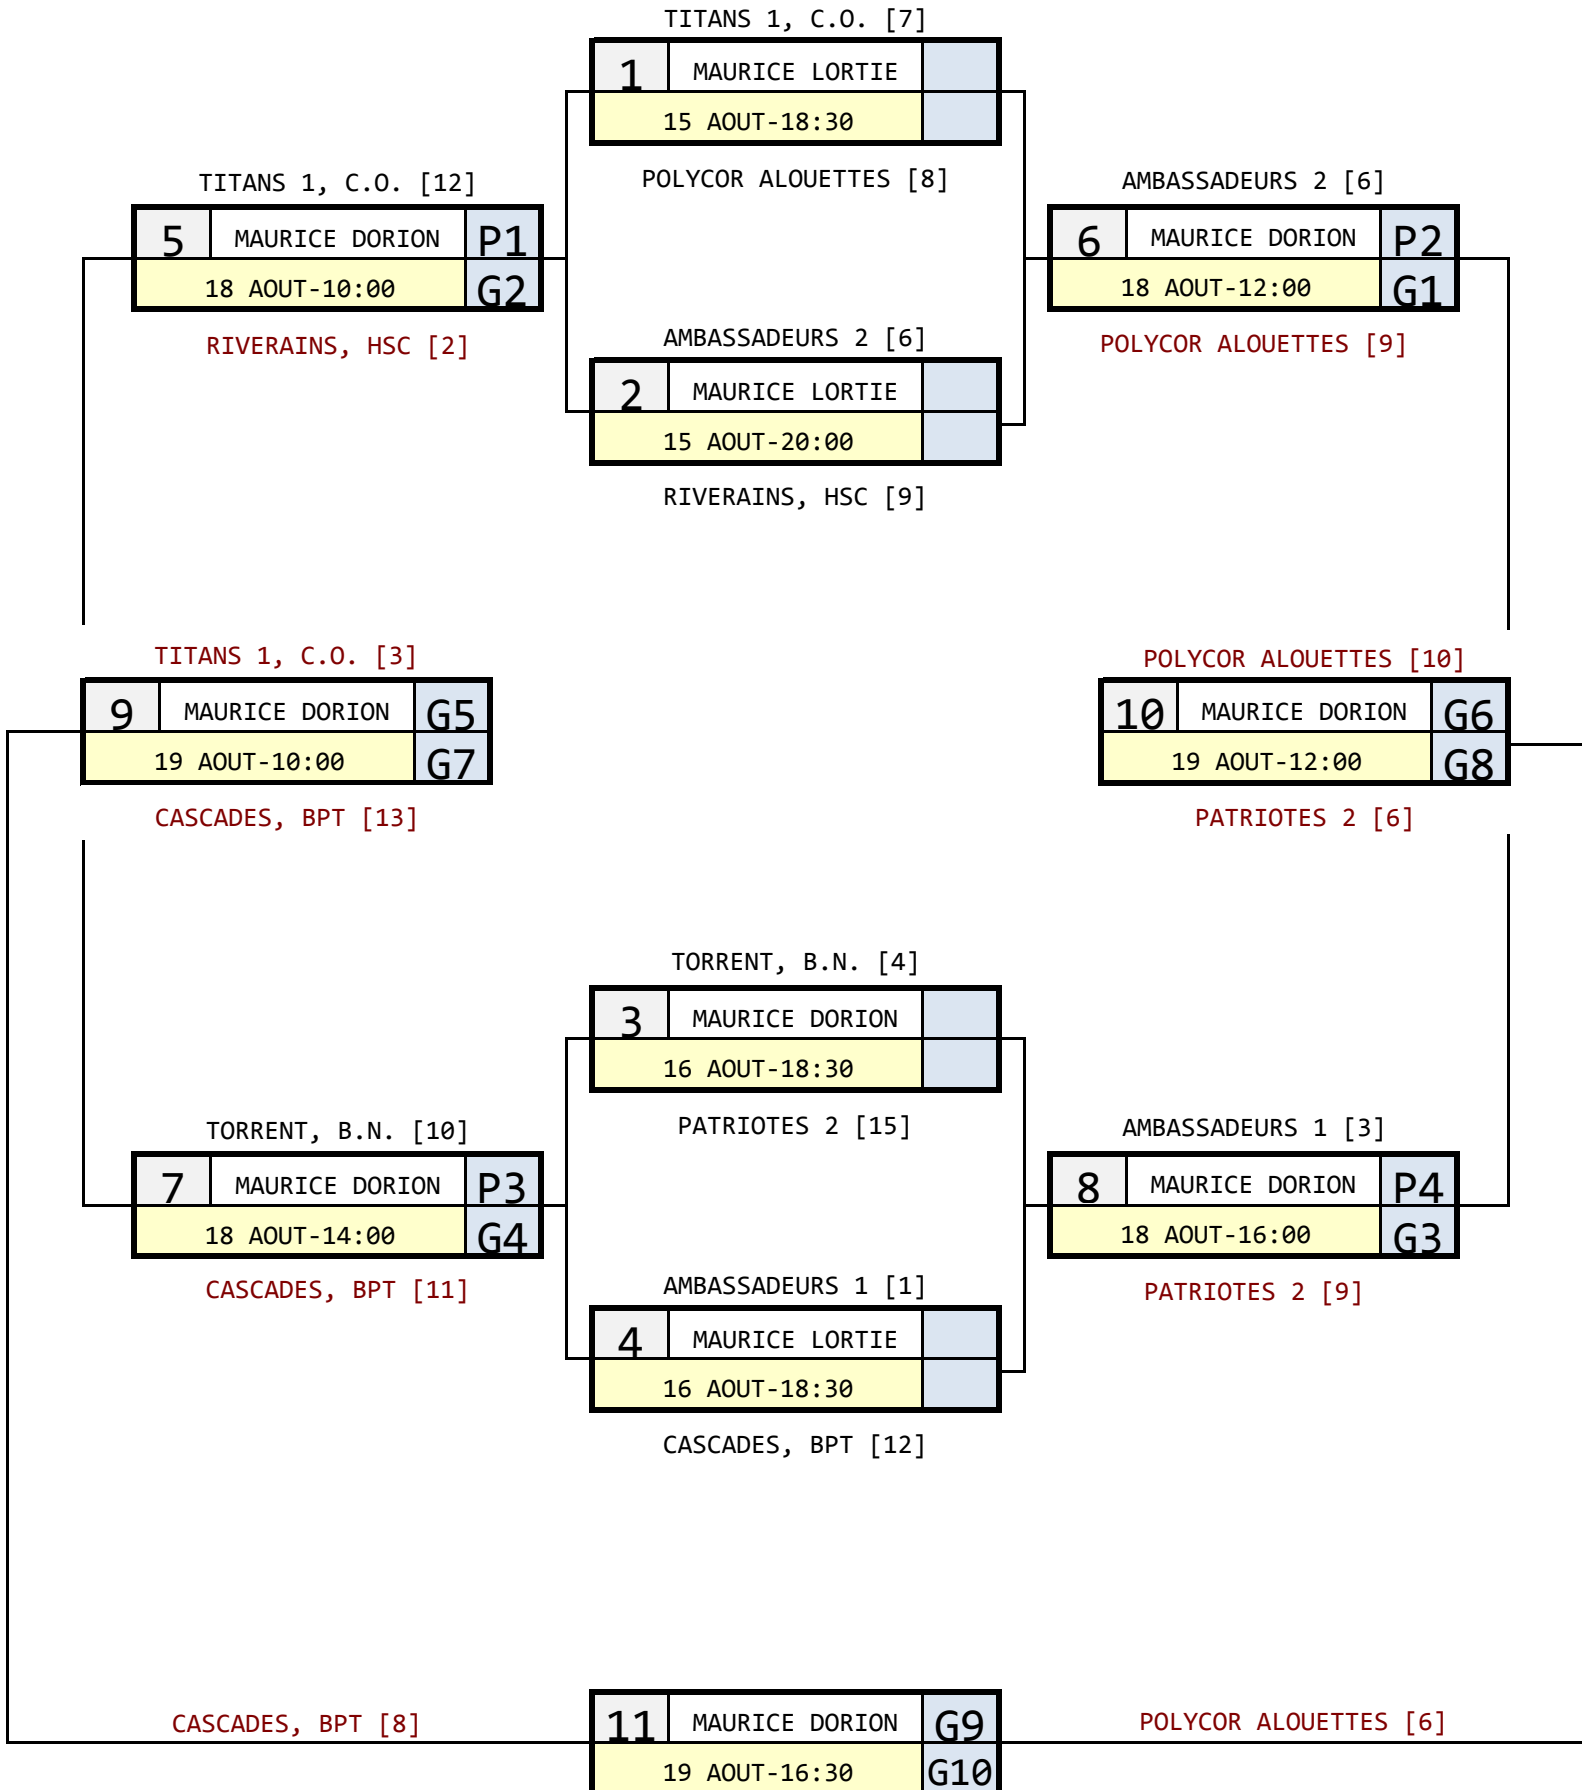 TITANS 1, C.O. [7]
1 MAURICE LORTIE
15 AOUT-18:30
POLYCOR ALOUETTES [8]
TITANS 1, C.O. [12]
5 MAURICE DORION P1
18 AOUT-10:00 G2
RIVERAINS, HSC [2]
AMBASSADEURS 2 [6]
6 MAURICE DORION P2
18 AOUT-12:00 G1
POLYCOR ALOUETTES [9]
AMBASSADEURS 2 [6]
2 MAURICE LORTIE
15 AOUT-20:00
RIVERAINS, HSC [9]
TITANS 1, C.O. [3]
9 MAURICE DORION G5
19 AOUT-10:00 G7
CASCADES, BPT [13]
POLYCOR ALOUETTES [10]
10 MAURICE DORION G6
19 AOUT-12:00 G8
PATRIOTES 2 [6]
TORRENT, B.N. [4]
3 MAURICE DORION
16 AOUT-18:30
PATRIOTES 2 [15]
TORRENT, B.N. [10]
7 MAURICE DORION P3
18 AOUT-14:00 G4
CASCADES, BPT [11]
AMBASSADEURS 1 [3]
8 MAURICE DORION P4
18 AOUT-16:00 G3
PATRIOTES 2 [9]
AMBASSADEURS 1 [1]
4 MAURICE LORTIE
16 AOUT-18:30
CASCADES, BPT [12]
CASCADES, BPT [8]
11 MAURICE DORION G9
19 AOUT-16:30 G10
POLYCOR ALOUETTES [6]